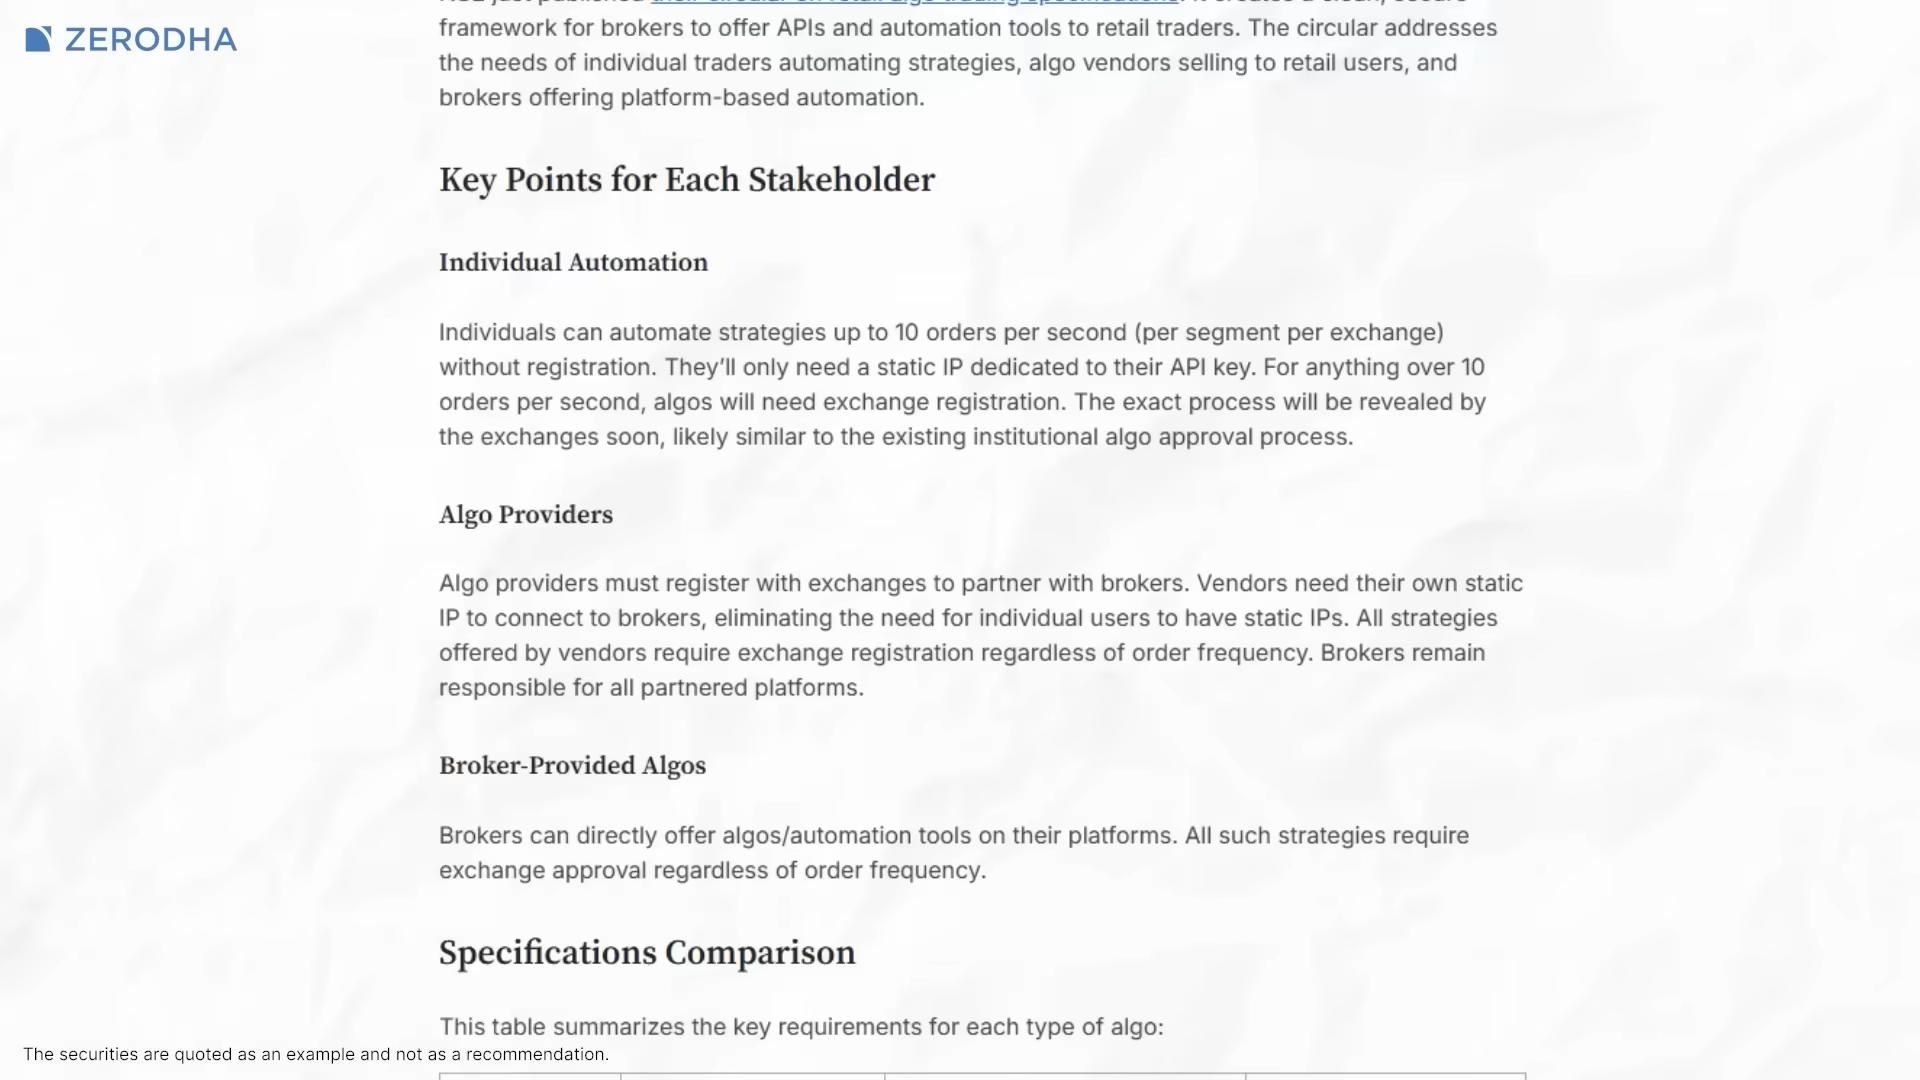 ZERODHA
framework for brokers to offer APIs and automation tools to retail traders. The circular addresses
the needs of individual traders automating strategies, algo vendors selling to retail users, and
brokers offering platform-based automation.
Key Points for Each Stakeholder
Individual Automation
Individuals can automate strategies up to 10 orders per second (per segment per exchange)
without registration. They’ll only need a static IP dedicated to their API key. For anything over 10
orders per second, algos will need exchange registration. The exact process will be revealed by
the exchanges soon, likely similar to the existing institutional algo approval process.
Algo Providers
Algo providers must register with exchanges to partner with brokers. Vendors need their own static
IP to connect to brokers, eliminating the need for individual users to have static IPs. All strategies
offered by vendors require exchange registration regardless of order frequency. Brokers remain
responsible for all partnered platforms.
Broker-Provided Algos
Brokers can directly offer algos/automation tools on their platforms. All such strategies require
exchange approval regardless of order frequency.
Specifications Comparison
This table summarizes the key requirements for each type of algo:
The securities are quoted as an example and not as a recommendation.